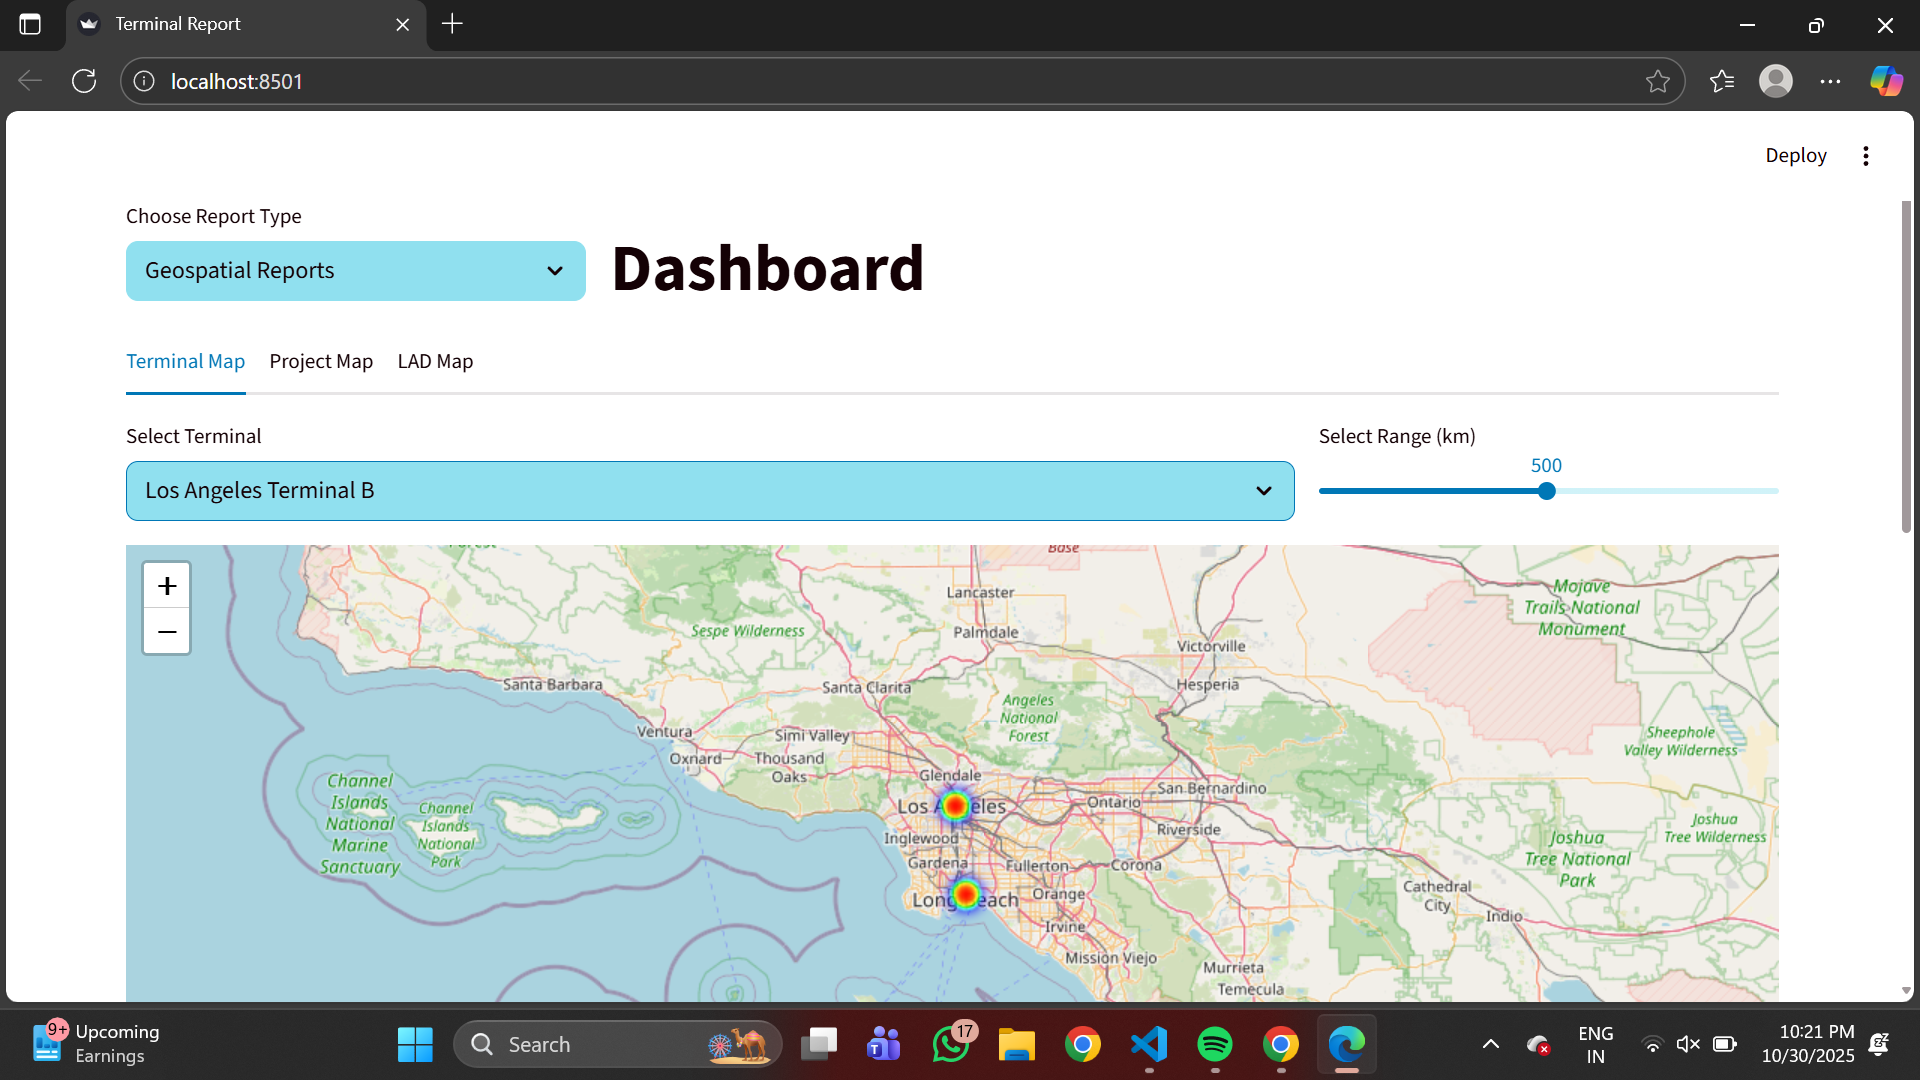 Terminal Report
localhost:8501
Deploy
Choose Report Type
Geospatial Reports
Dashboard
Terminal Map
Project Map
LAD Map
Select Terminal
Los Angeles Terminal B
Select Range (km)
500
+
−
Base
Lancaster
Palmdale
Sespe Wilderness
Mojave
Trails National
Monument
Victorville
Hesperia
Santa Barbara
Santa Clarita
Angeles
National
Forest
Ventura
Simi Valley
Oxnard
Thousand
Oaks
Sheephole
Valley Wilderness
Glendale
San Bernardino
Ontario
Channel
Islands
National
Marine
Sanctuary
Channel
Islands
National
Park
Inglewood
Riverside
Joshua
Tree Wilderness
Gardena
Fullerton
Corona
Joshua
Tree National
Park
Orange
Cathedral
City
Indio
Irvine
Mission Viejo
Murrieta
Temecula
9+
Upcoming
Earnings
Search
17
ENG
IN
10:21 PM
10/30/2025